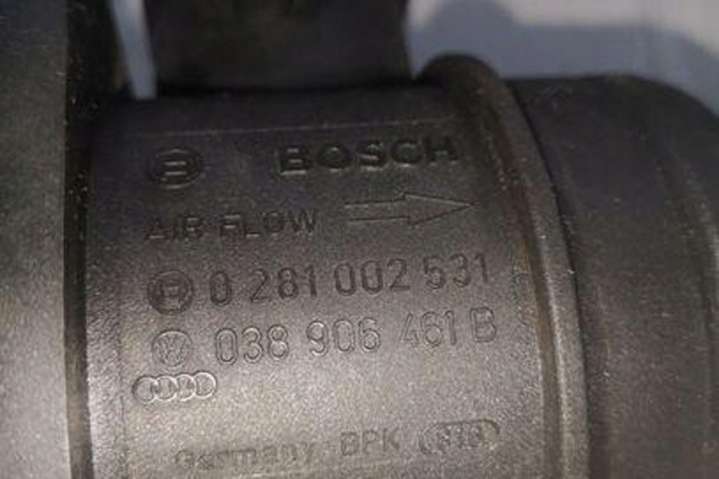 BOSCH
AIR FLOW
0 281 002 531
038 906 461 B
Germany BPK